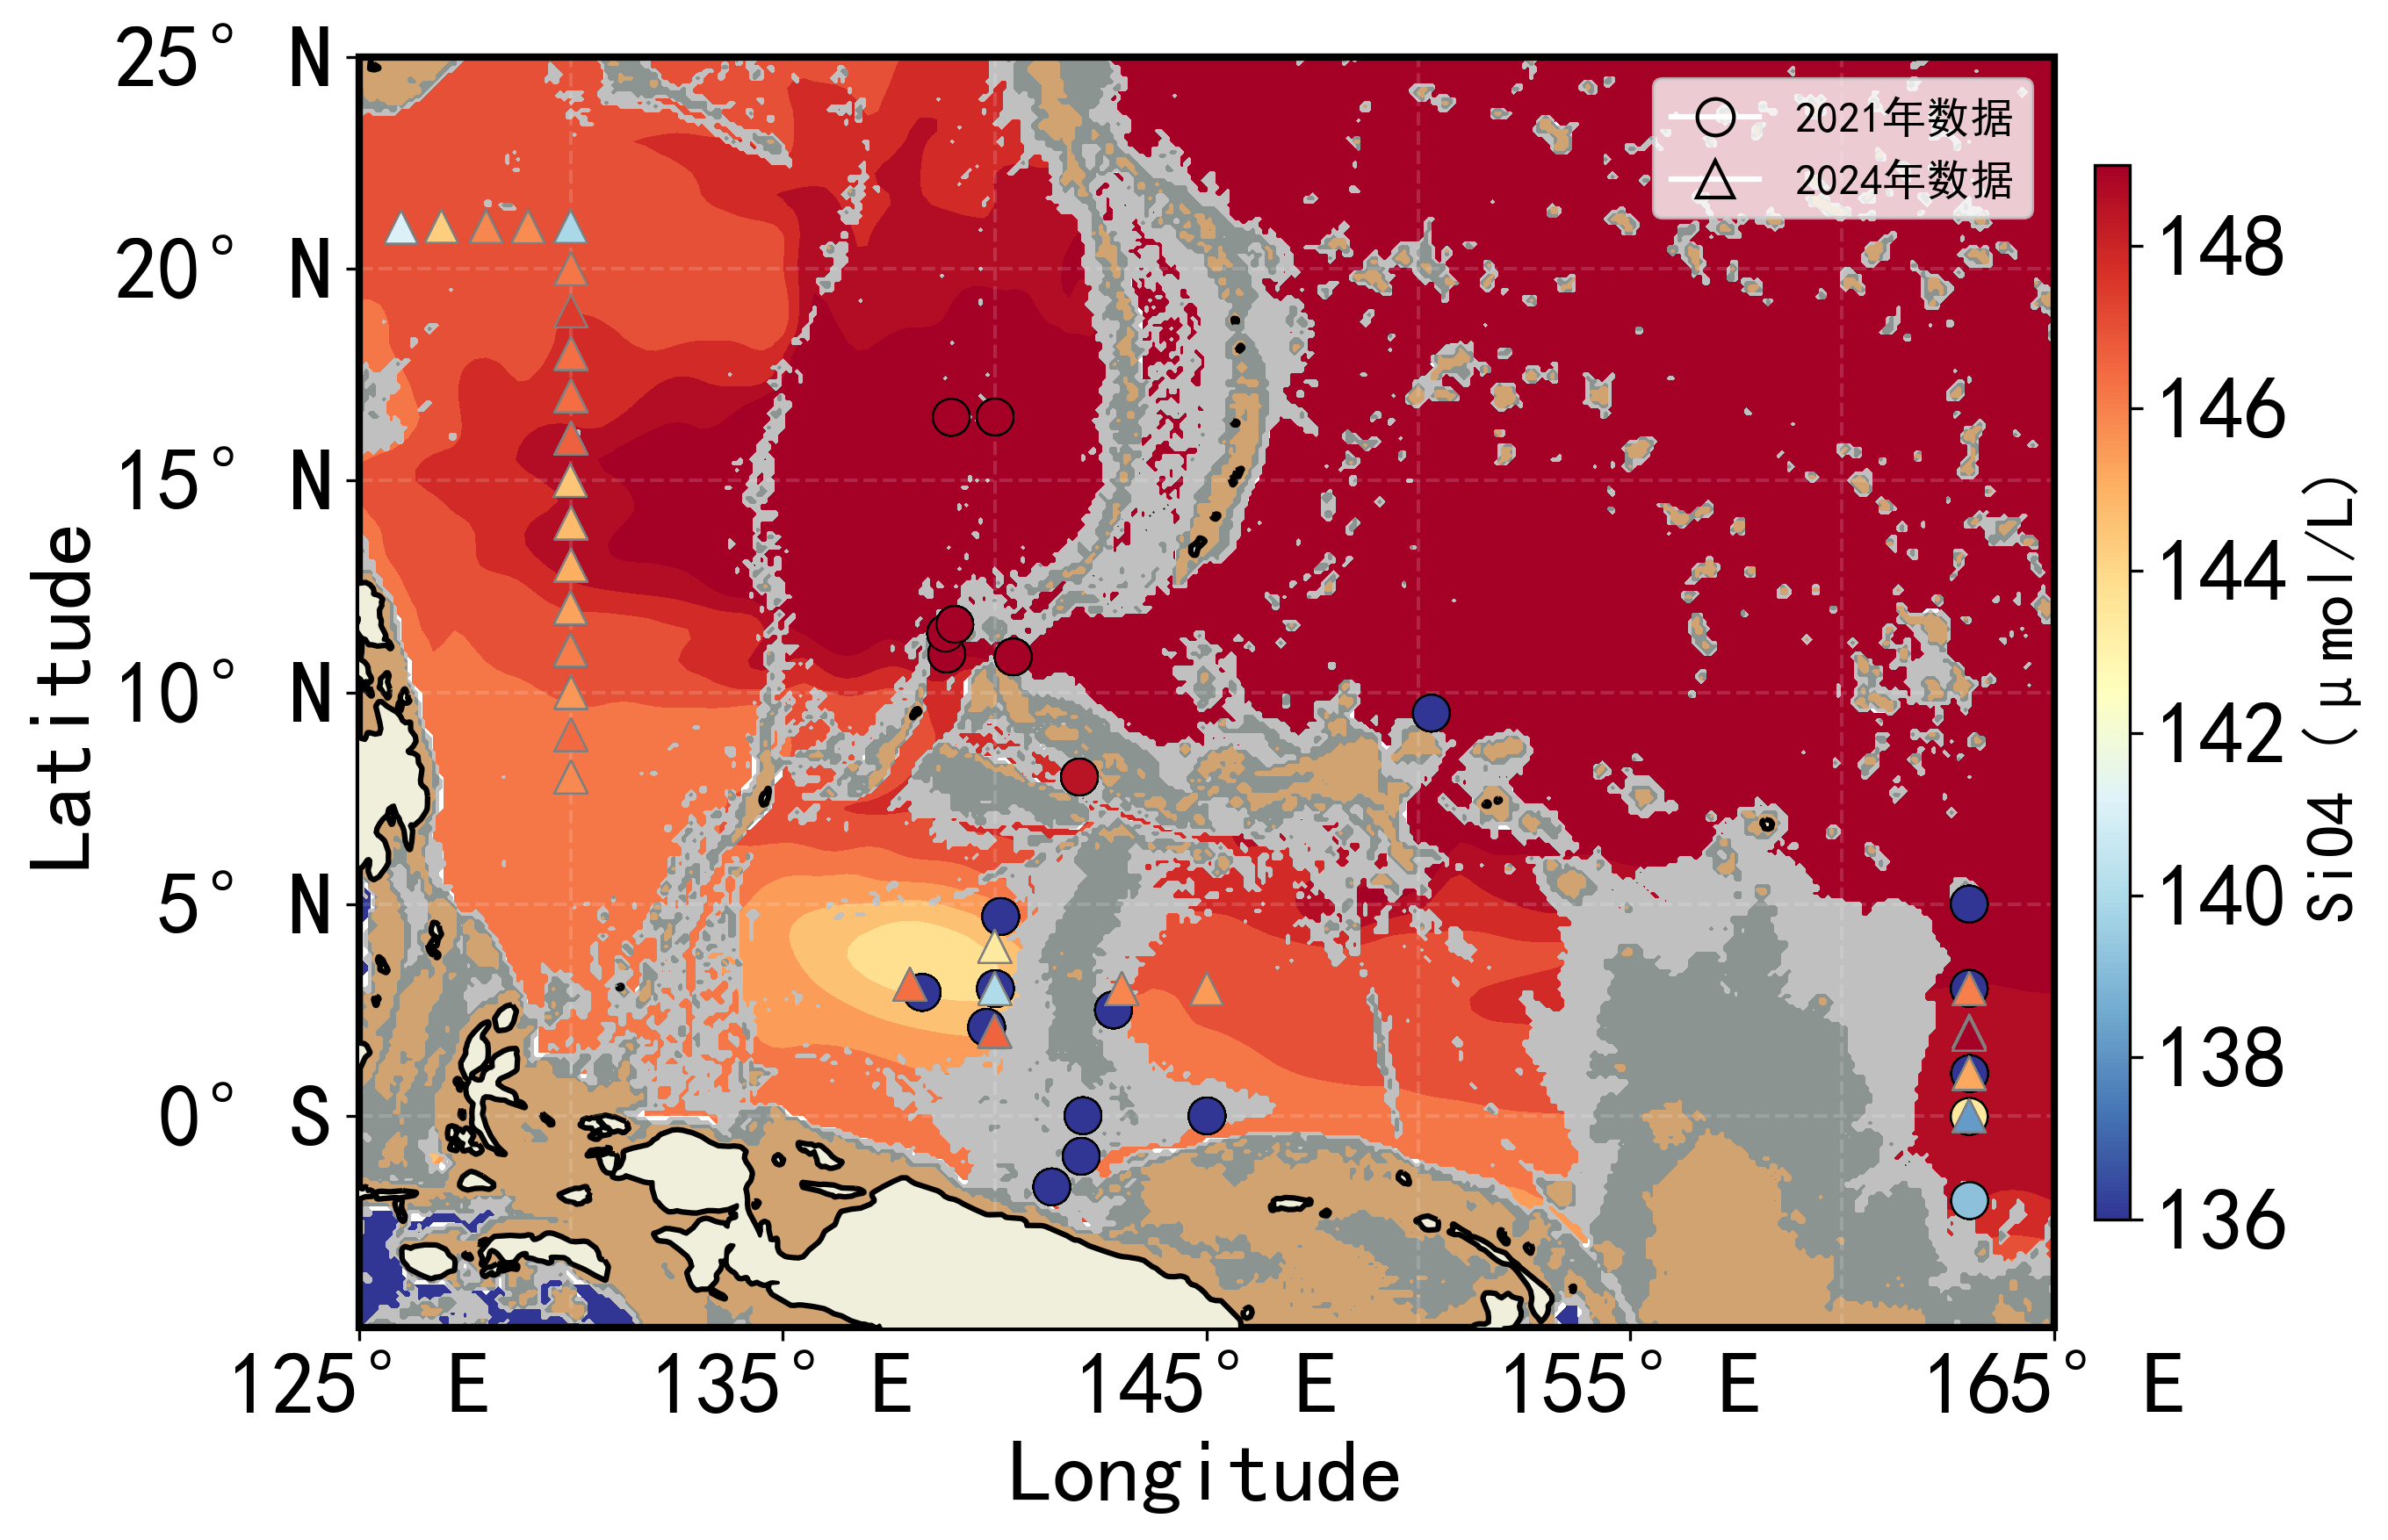 25° N
20° N
15° N
10° N
5° N
0° S
Latitude
125° E
135° E
145° E
155° E
165° E
Longitude
2021年数据
2024年数据
148
146
144
142
140
138
136
SiO4 (μmol/L)